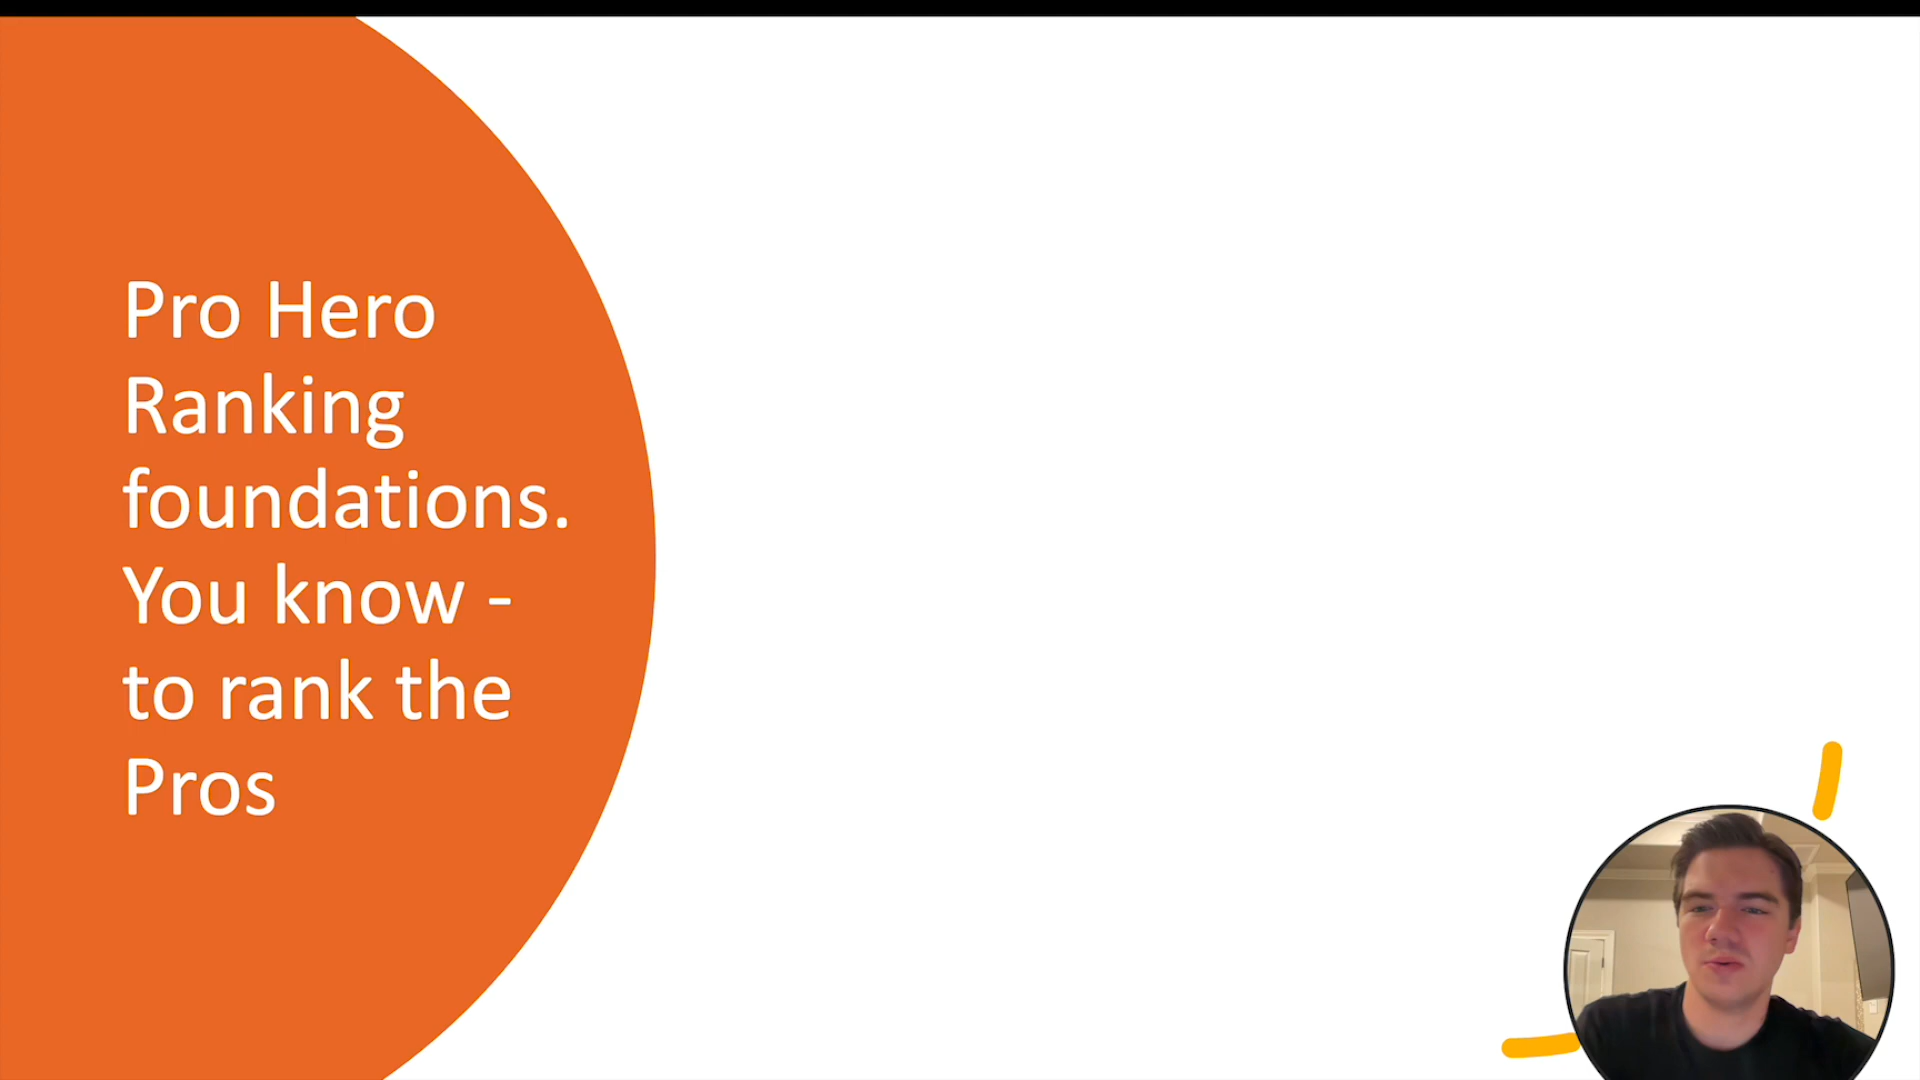 Pro Hero
Ranking
foundations.
You know -
to rank the
Pros